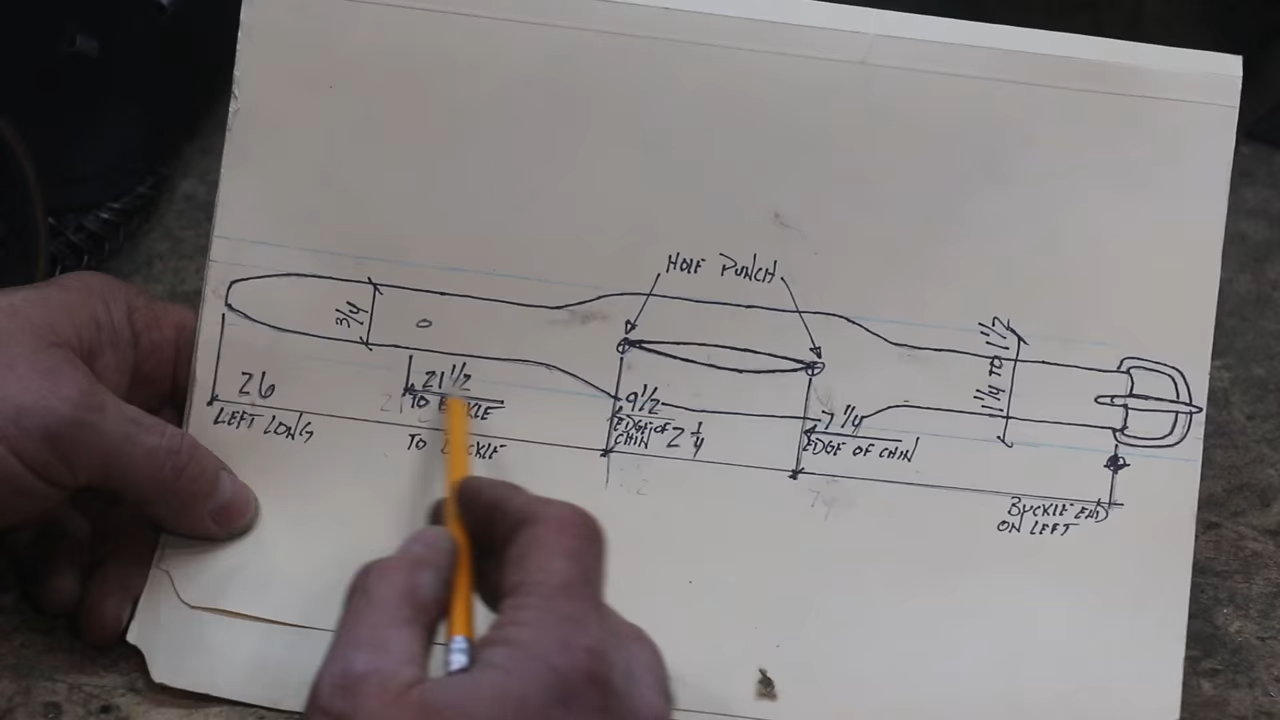 HOLE PUNCH
3/4
1 1/4 TO 1 1/2
26
LEFT LONG
21 1/2
TO BUCKLE
TO BUCKLE
9 1/2
EDGE OF
CHIN 2 1/4
7 1/4
EDGE OF CHIN
BUCKLE END
ON LEFT